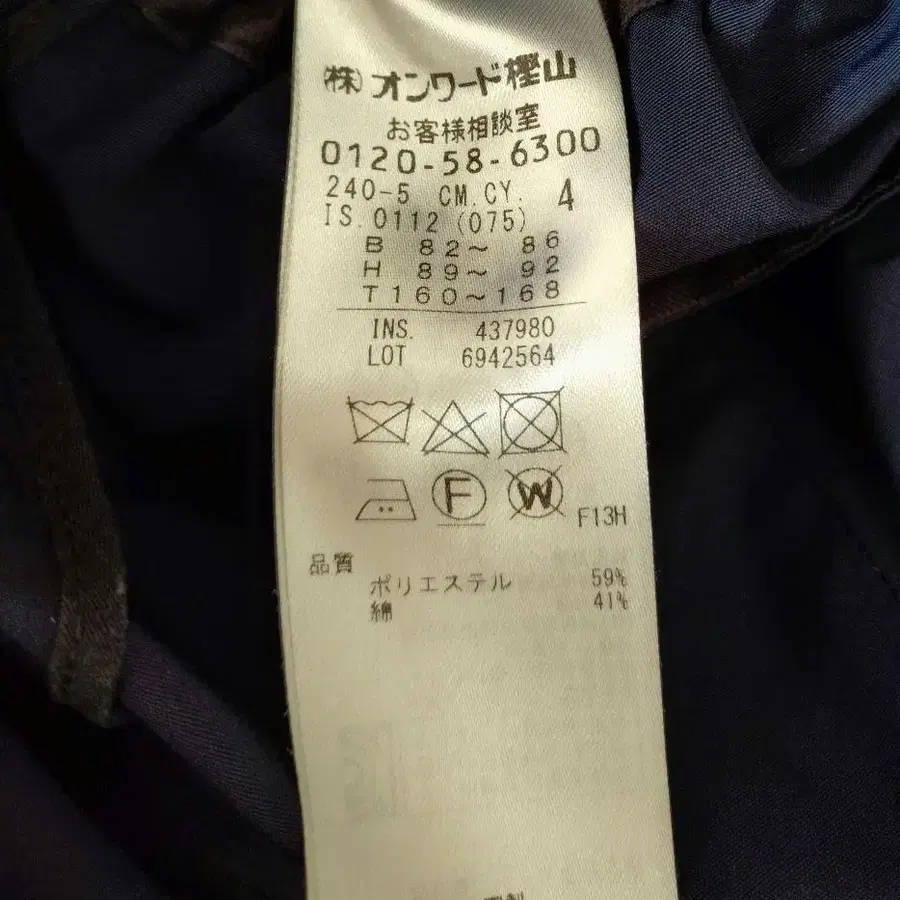 (株)オンワード樫山
お客様相談室
0120-58-6300
240-5 CM.CY. 4
IS.0112(075)
B 82～ 86
H 89～ 92
T160～168
INS. 437980
LOT 6942564
F
W
F13H
品質
ポリエステル 59%
綿 41%